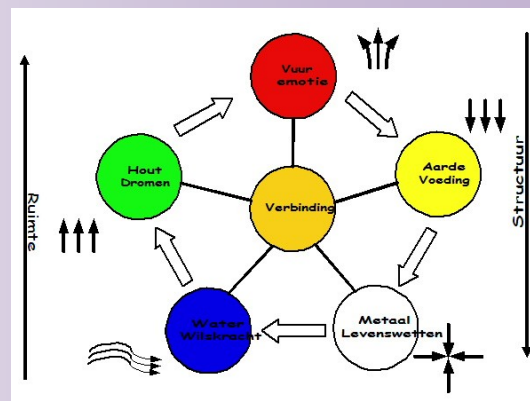 Vuur
emotie
Hout
Dromen
Aarde
Voeding
Verbinding
Ruimte
Structuur
Water
Wilskracht
Metaal
Levenswetten